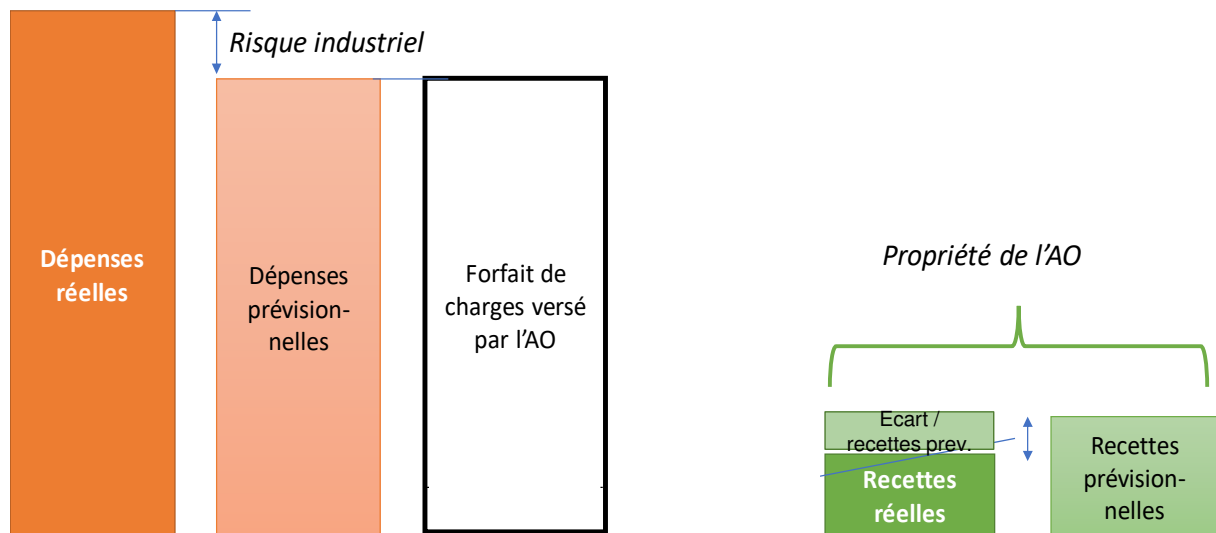 Risque industriel
Dépenses
réelles
Dépenses
prévision-
nelles
Forfait de
charges versé
par l’AO
Propriété de l’AO
Ecart /
recettes prev.
Recettes
réelles
Recettes
prévision-
nelles